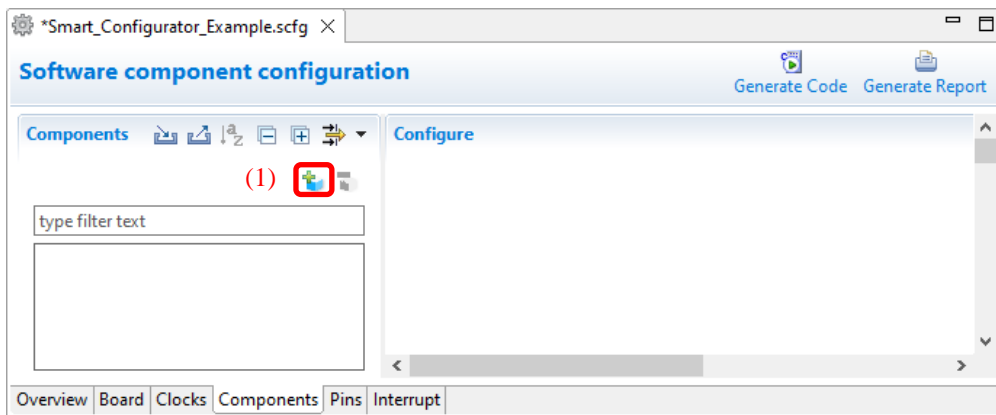 *Smart_Configurator_Example.scfg
Software component configuration
Generate Code Generate Report
Components
Configure
(1)
type filter text
Overview Board Clocks Components Pins Interrupt